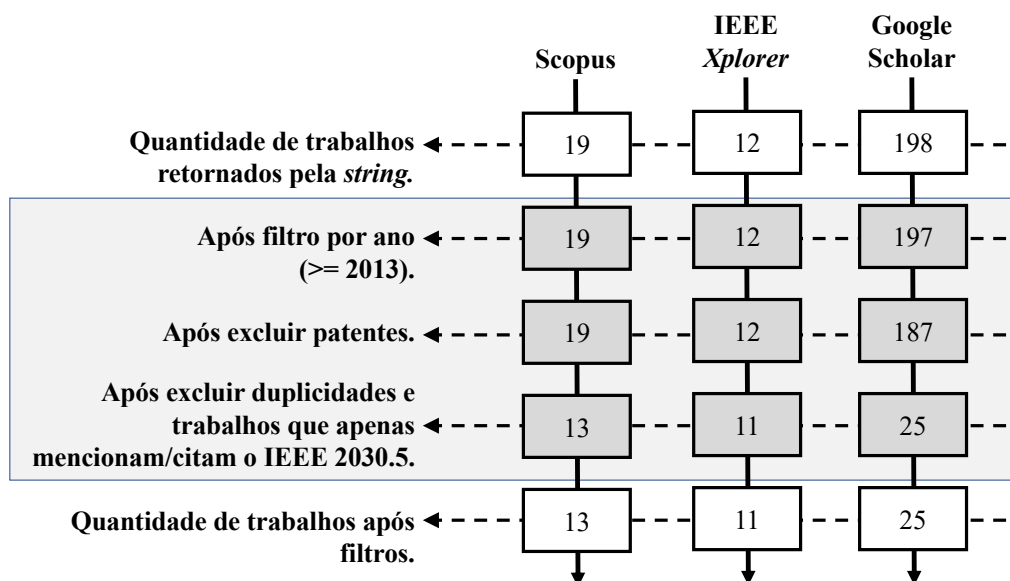 Scopus
IEEE
Xplorer
Google
Scholar
Quantidade de trabalhos
retornados pela string.
19
12
198
Após filtro por ano
(>= 2013).
19
12
197
Após excluir patentes.
19
12
187
Após excluir duplicidades e
trabalhos que apenas
mencionam/citam o IEEE 2030.5.
13
11
25
Quantidade de trabalhos após
filtros.
13
11
25